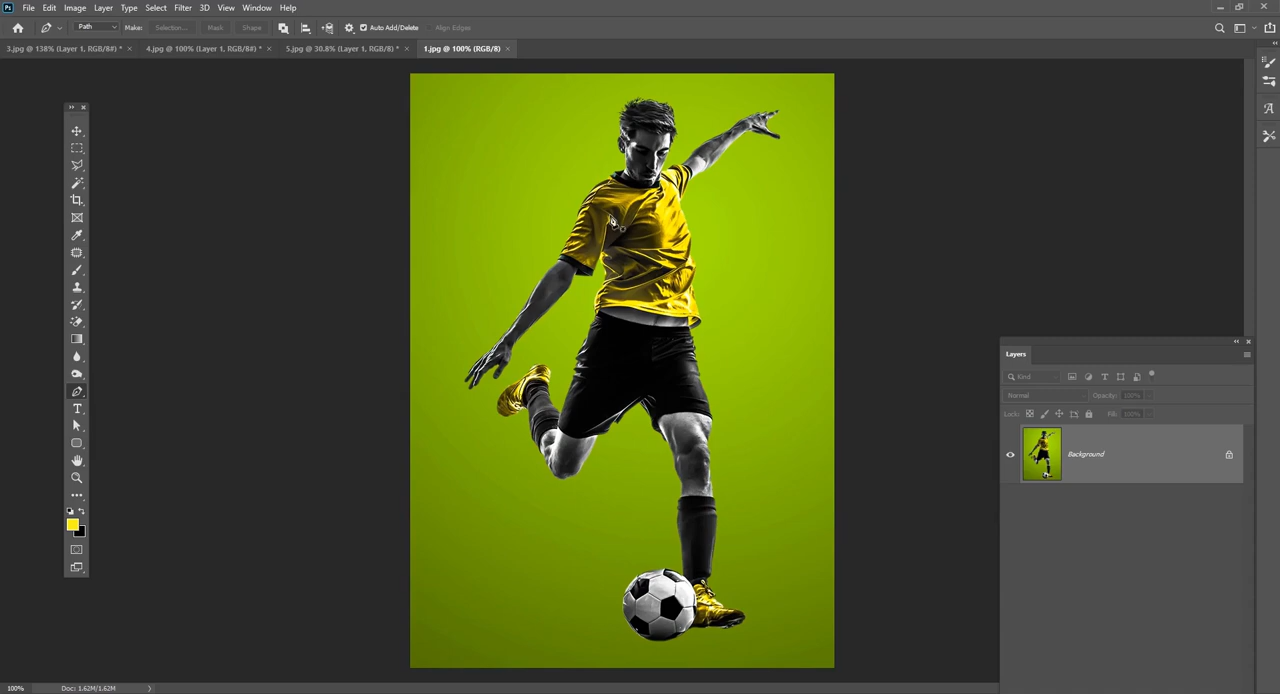 Ps File Edit Image Layer Type Select Filter 3D View Window Help
Path Make: Selection... Mask Shape Auto Add/Delete Align Edges
3.jpg @ 138% (Layer 1, RGB/8#) * × 4.jpg @ 100% (Layer 1, RGB/8#) * × 5.jpg @ 30.8% (Layer 1, RGB/8) * × 1.jpg @ 100% (RGB/8) ×
Layers
Kind
Normal Opacity: 100%
Lock: Fill: 100%
Background
100% Doc: 1.62M/1.62M